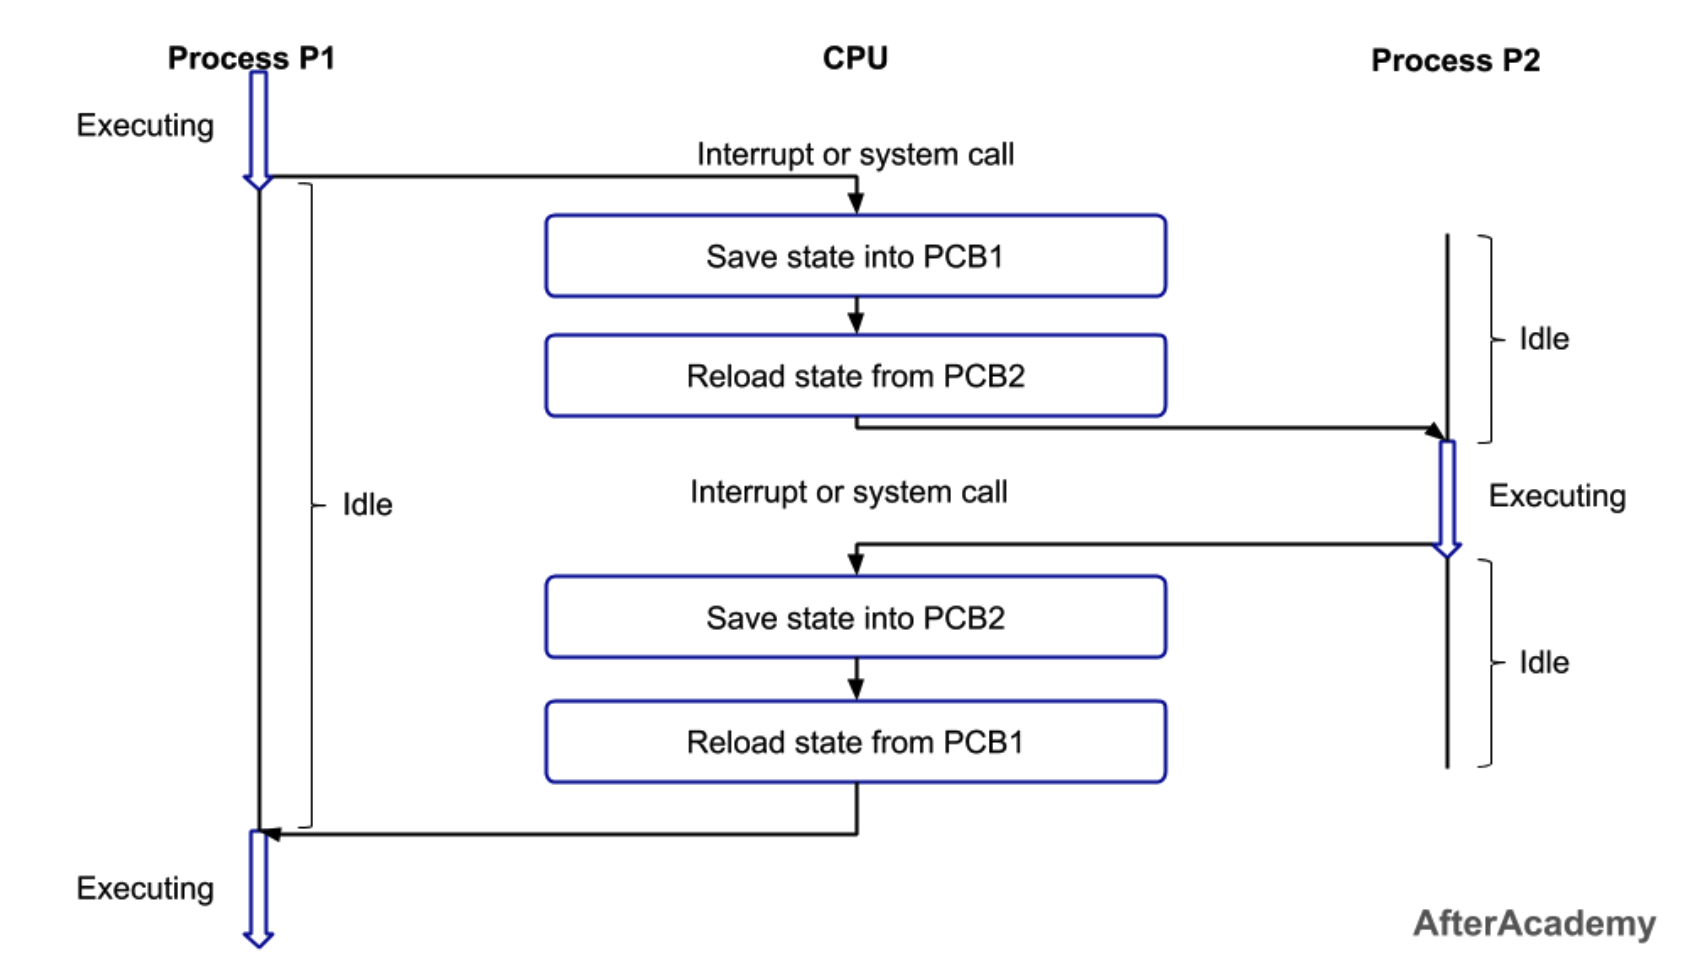 Process P1
CPU
Process P2
Executing
Interrupt or system call
Save state into PCB1
Idle
Reload state from PCB2
Interrupt or system call
Executing
Idle
Save state into PCB2
Idle
Reload state from PCB1
Executing
AfterAcademy